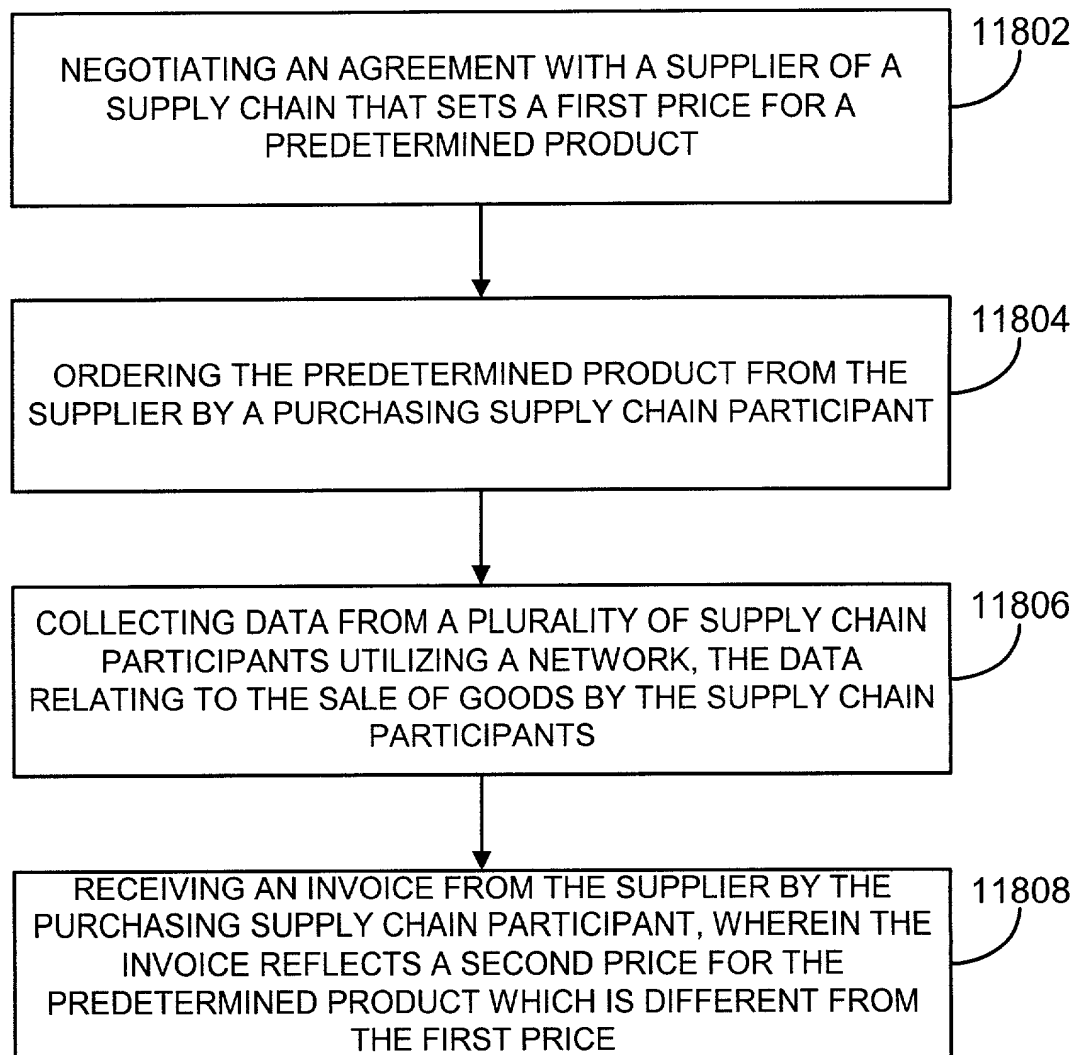 11802
NEGOTIATING AN AGREEMENT WITH A SUPPLIER OF A
SUPPLY CHAIN THAT SETS A FIRST PRICE FOR A
PREDETERMINED PRODUCT
11804
ORDERING THE PREDETERMINED PRODUCT FROM THE
SUPPLIER BY A PURCHASING SUPPLY CHAIN PARTICIPANT
11806
COLLECTING DATA FROM A PLURALITY OF SUPPLY CHAIN
PARTICIPANTS UTILIZING A NETWORK, THE DATA
RELATING TO THE SALE OF GOODS BY THE SUPPLY CHAIN
PARTICIPANTS
11808
RECEIVING AN INVOICE FROM THE SUPPLIER BY THE
PURCHASING SUPPLY CHAIN PARTICIPANT, WHEREIN THE
INVOICE REFLECTS A SECOND PRICE FOR THE
PREDETERMINED PRODUCT WHICH IS DIFFERENT FROM
THE FIRST PRICE